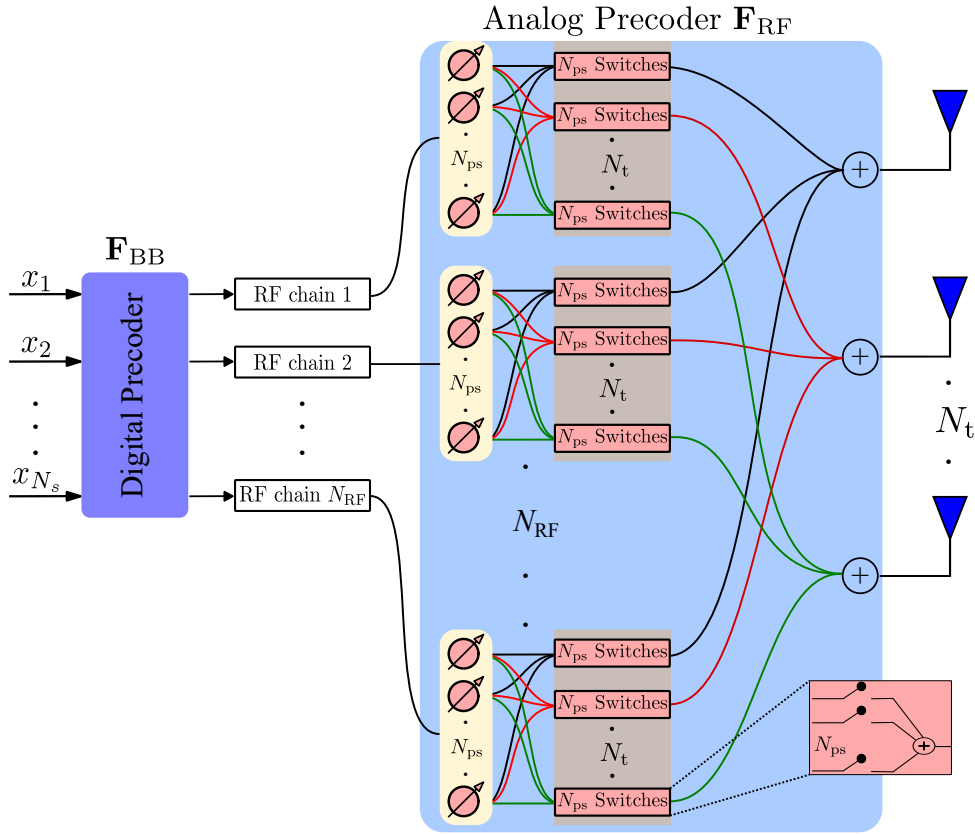 Analog Precoder F_RF
N_ps Switches
N_ps Switches
N_ps
N_t
N_ps Switches
F_BB
x_1
RF chain 1
N_ps Switches
N_ps Switches
x_2
RF chain 2
N_ps
N_t
Digital Precoder
N_t
N_ps Switches
x_{N_s}
RF chain N_RF
N_RF
N_ps Switches
N_ps Switches
N_ps
N_t
N_ps
N_ps Switches